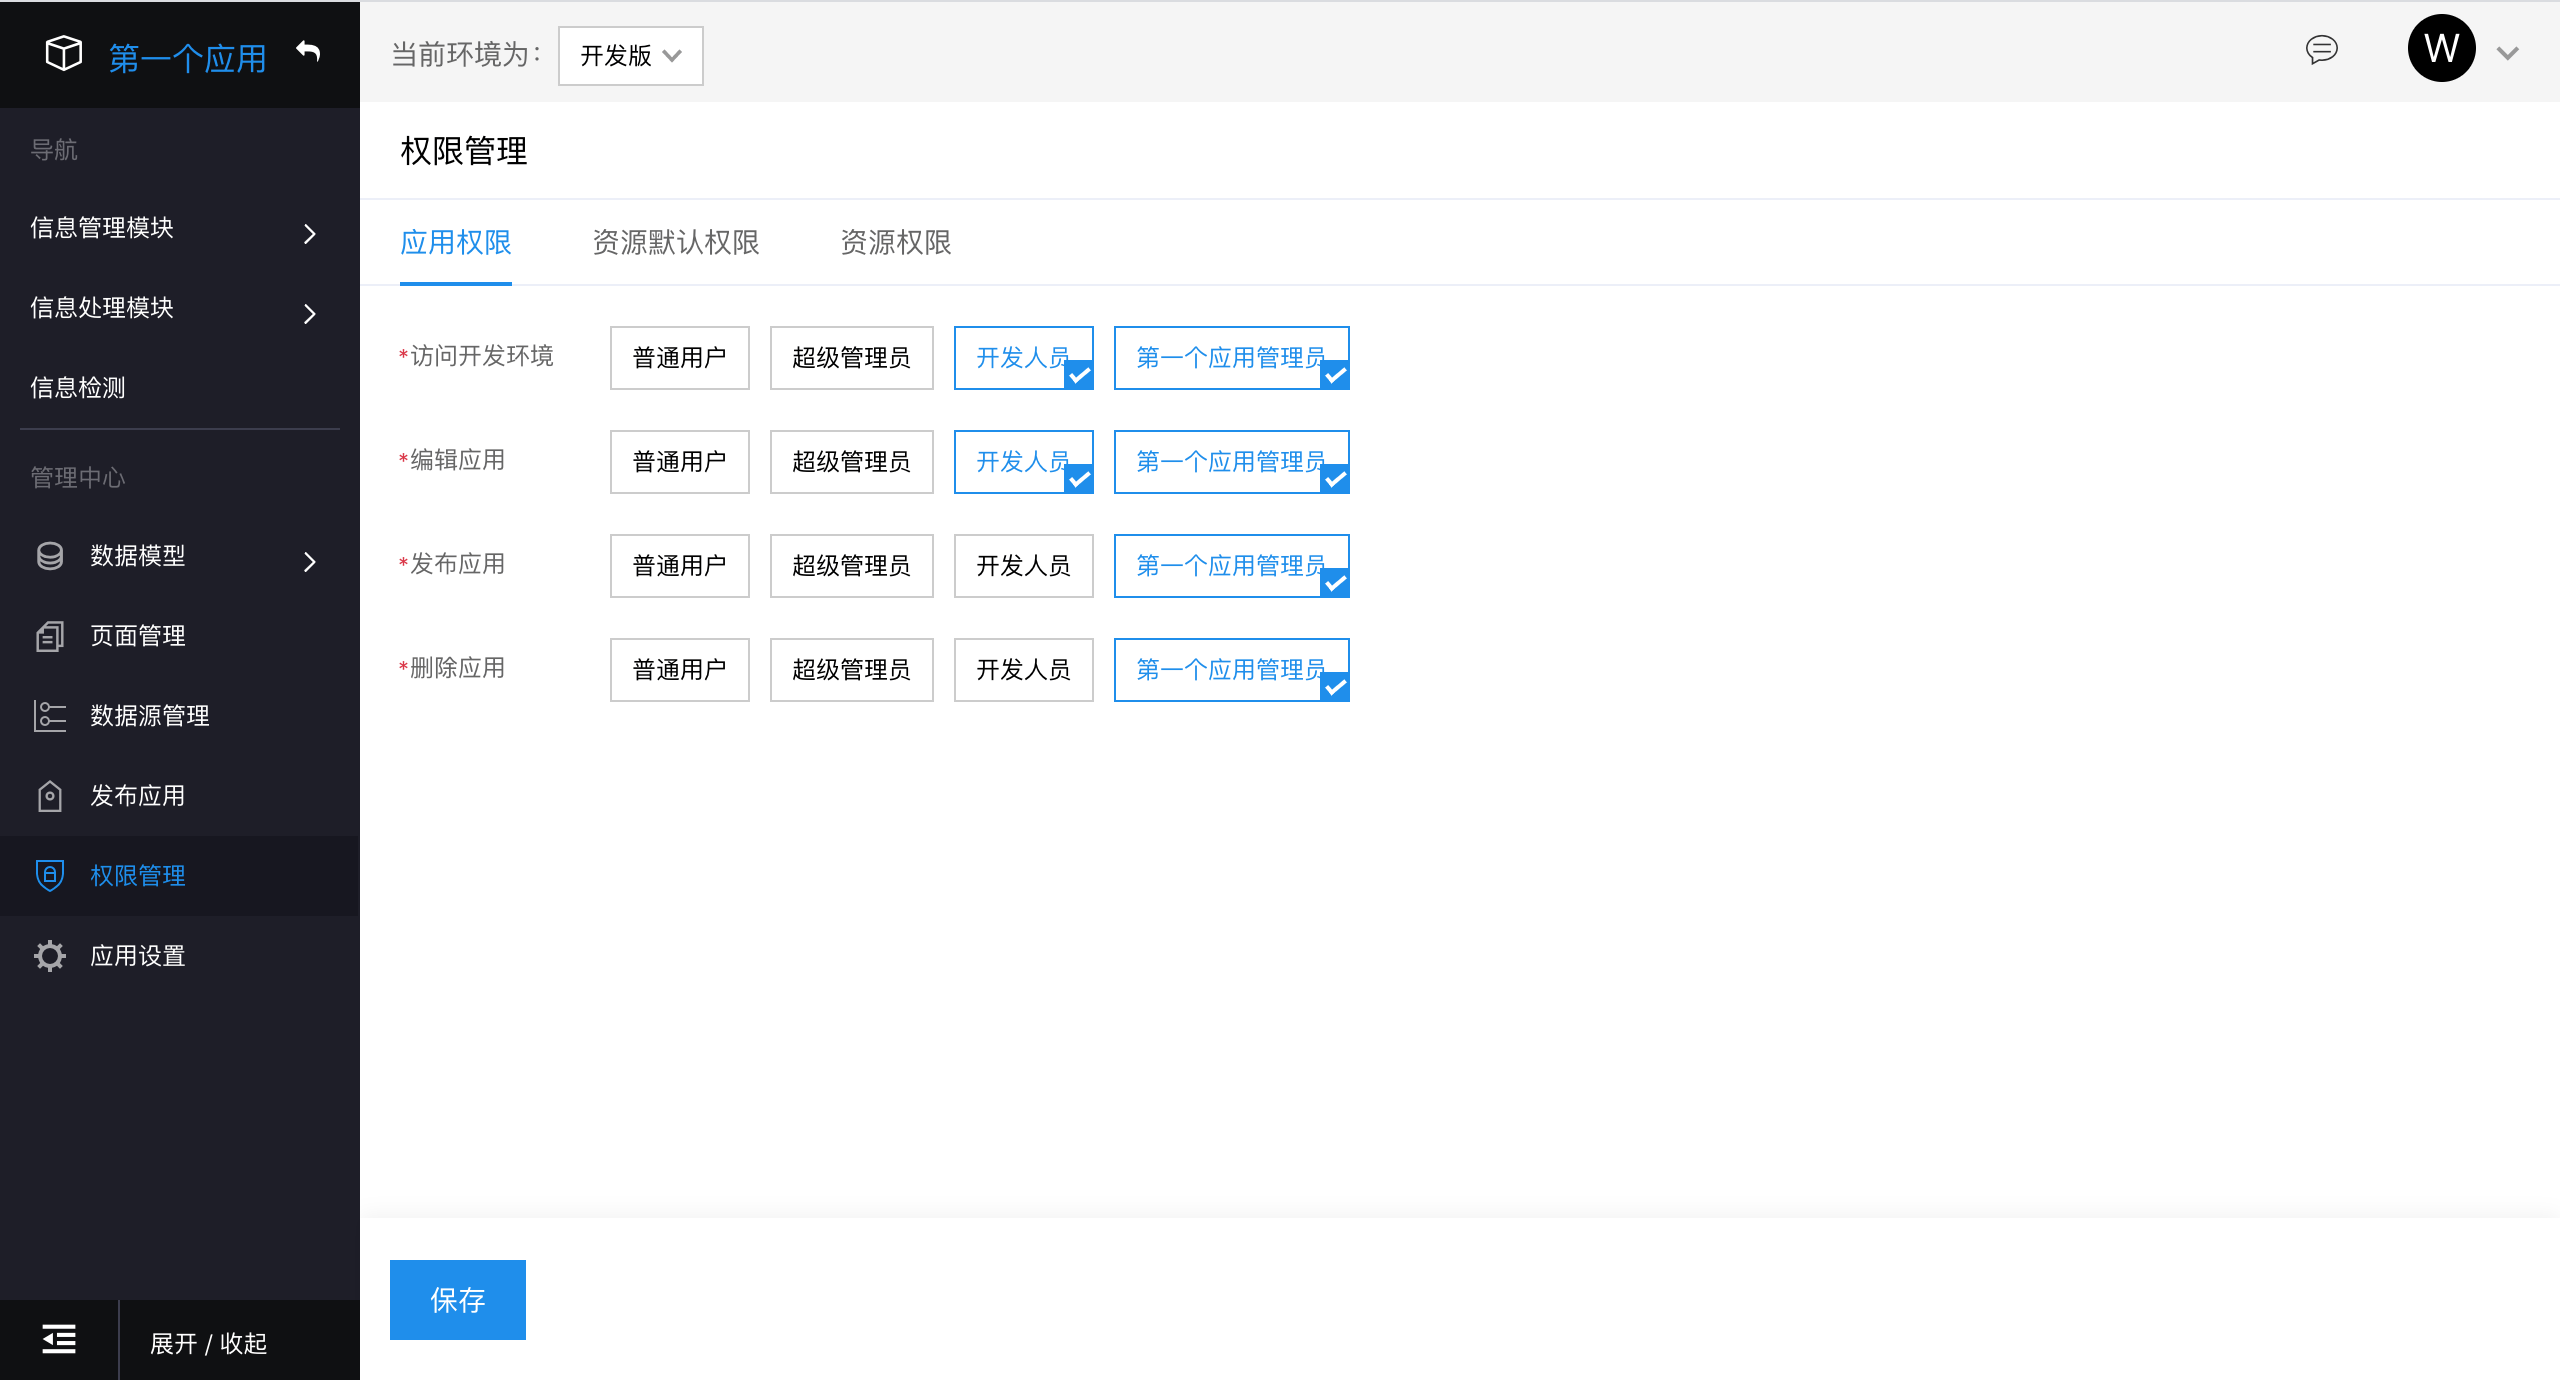 第一个应用
当前环境为：
开发版
W
导航
信息管理模块
信息处理模块
信息检测
管理中心
数据模型
页面管理
数据源管理
发布应用
权限管理
应用设置
展开 / 收起
权限管理
应用权限 资源默认权限 资源权限
*访问开发环境 普通用户 超级管理员 开发人员 第一个应用管理员
*编辑应用 普通用户 超级管理员 开发人员 第一个应用管理员
*发布应用 普通用户 超级管理员 开发人员 第一个应用管理员
*删除应用 普通用户 超级管理员 开发人员 第一个应用管理员
保存